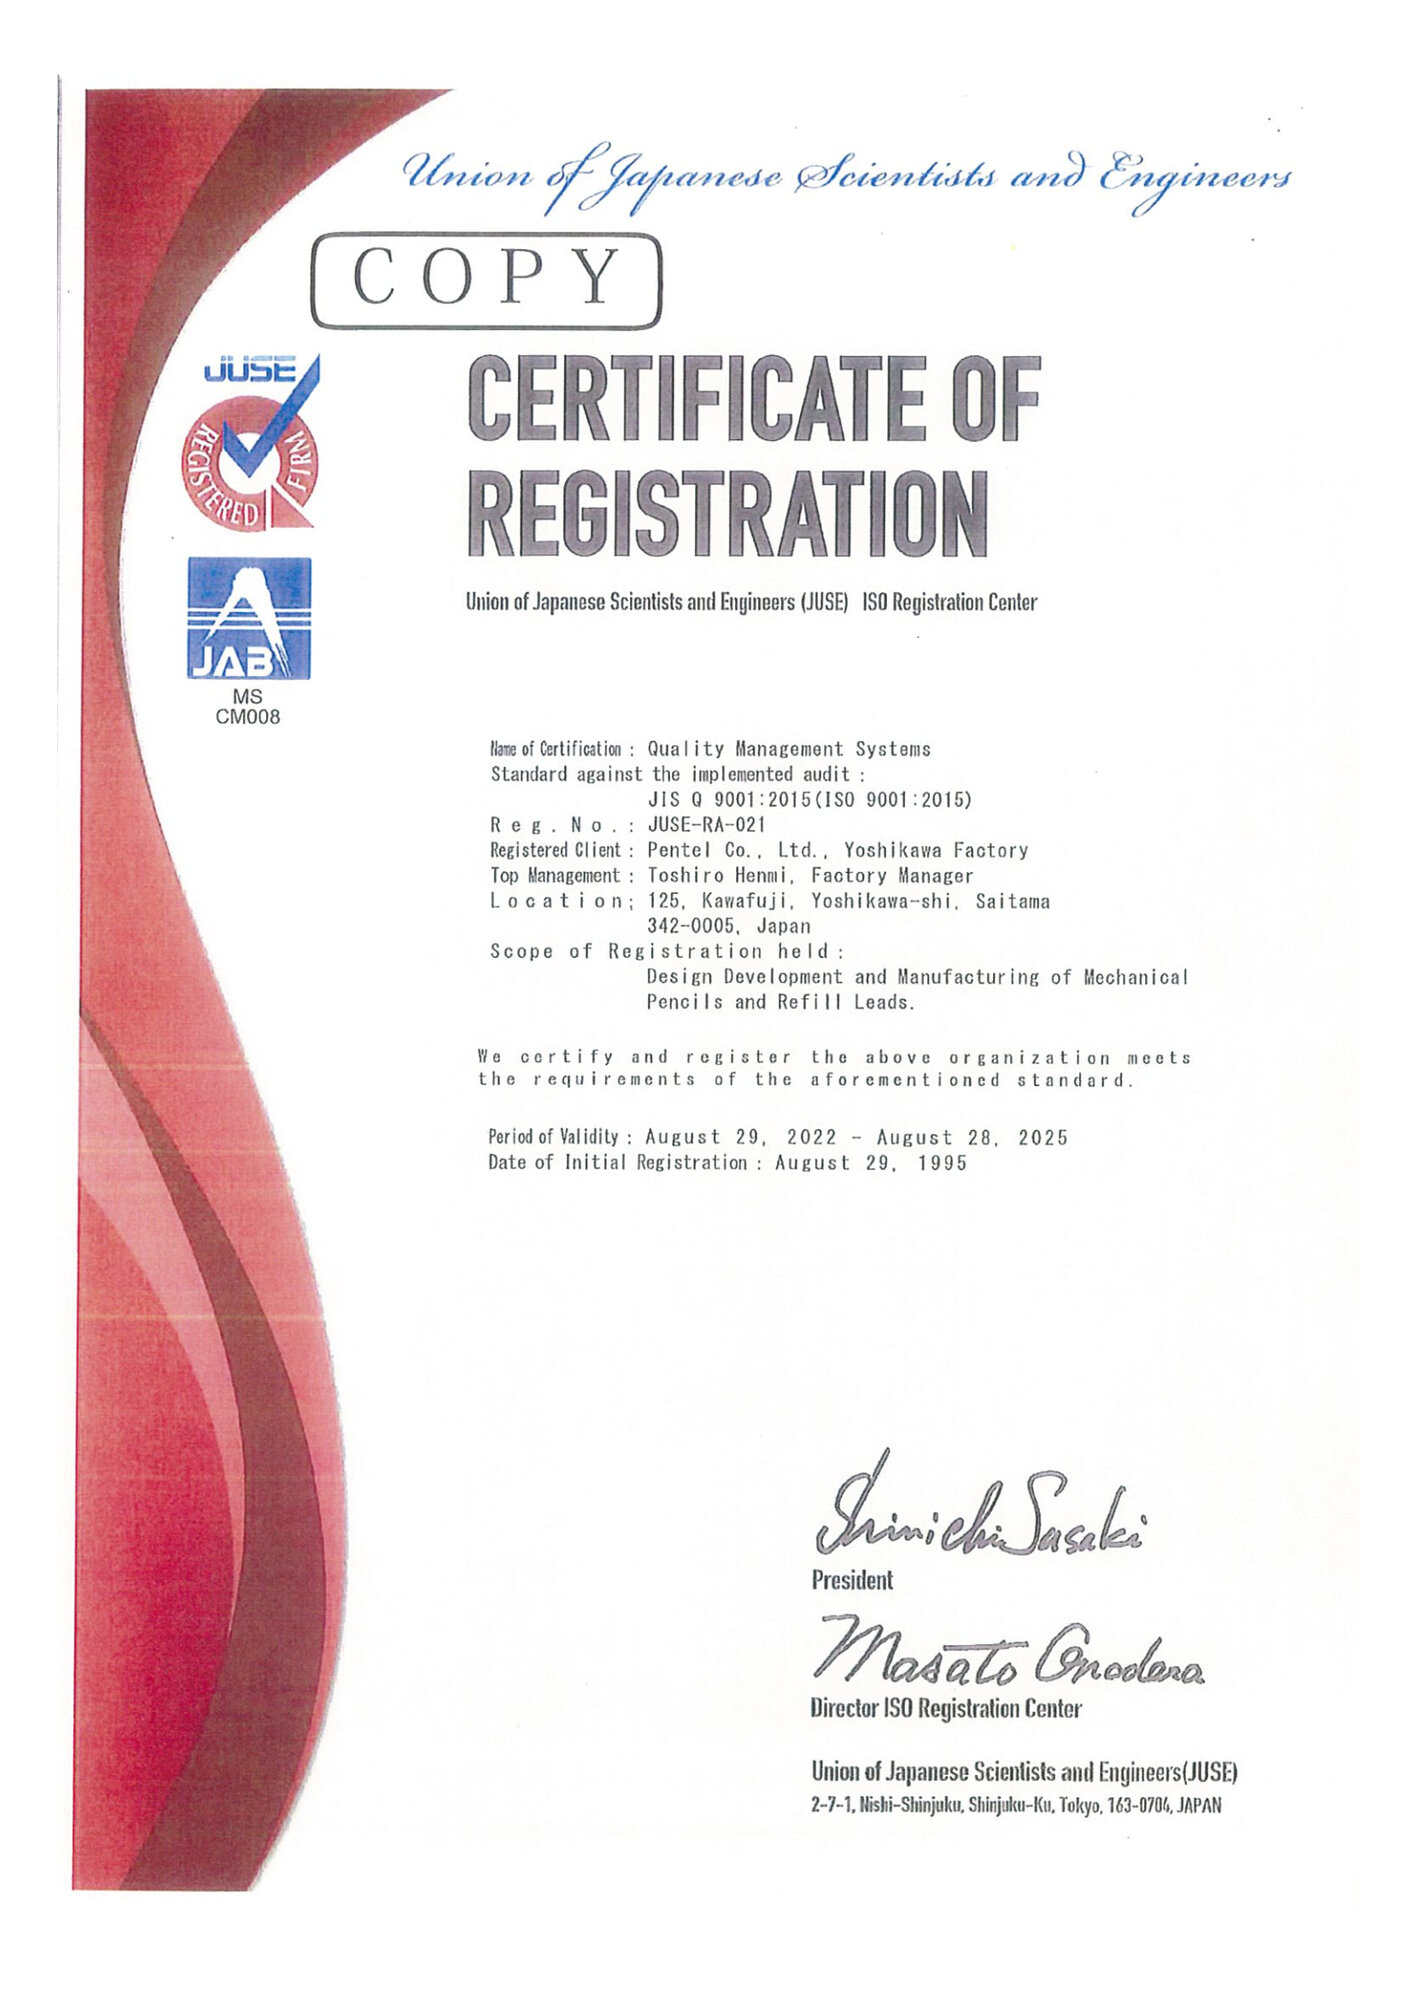 Union of Japanese Scientists and Engineers
COPY
JUSE
REGISTERED FIRM
JAB
MS
CM008
CERTIFICATE OF
REGISTRATION
Union of Japanese Scientists and Engineers (JUSE) ISO Registration Center
Name of Certification : Quality Management Systems
Standard against the implemented audit :
JIS Q 9001:2015(ISO 9001:2015)
Reg. No. : JUSE-RA-021
Registered Client : Pentel Co., Ltd., Yoshikawa Factory
Top Management : Toshiro Henmi, Factory Manager
Location; 125, Kawafuji, Yoshikawa-shi, Saitama
342-0005, Japan
Scope of Registration held :
Design Development and Manufacturing of Mechanical
Pencils and Refill Leads.
We certify and register the above organization meets
the requirements of the aforementioned standard.
Period of Validity : August 29, 2022 - August 28, 2025
Date of Initial Registration : August 29, 1995
Shinichi Sasaki
President
Masato Onodera
Director ISO Registration Center
Union of Japanese Scientists and Engineers(JUSE)
2-7-1, Nishi-Shinjuku, Shinjuku-Ku, Tokyo, 163-0704, JAPAN